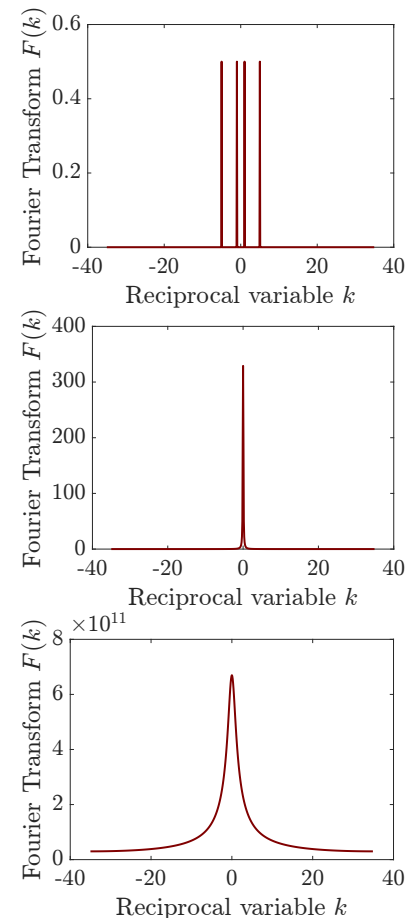 Fourier Transform F(k)
0.6
0.4
0.2
0
-40 -20 0 20 40
Reciprocal variable k
Fourier Transform F(k)
400
300
200
100
0
-40 -20 0 20 40
Reciprocal variable k
×10¹¹
Fourier Transform F(k)
8
6
4
2
0
-40 -20 0 20 40
Reciprocal variable k